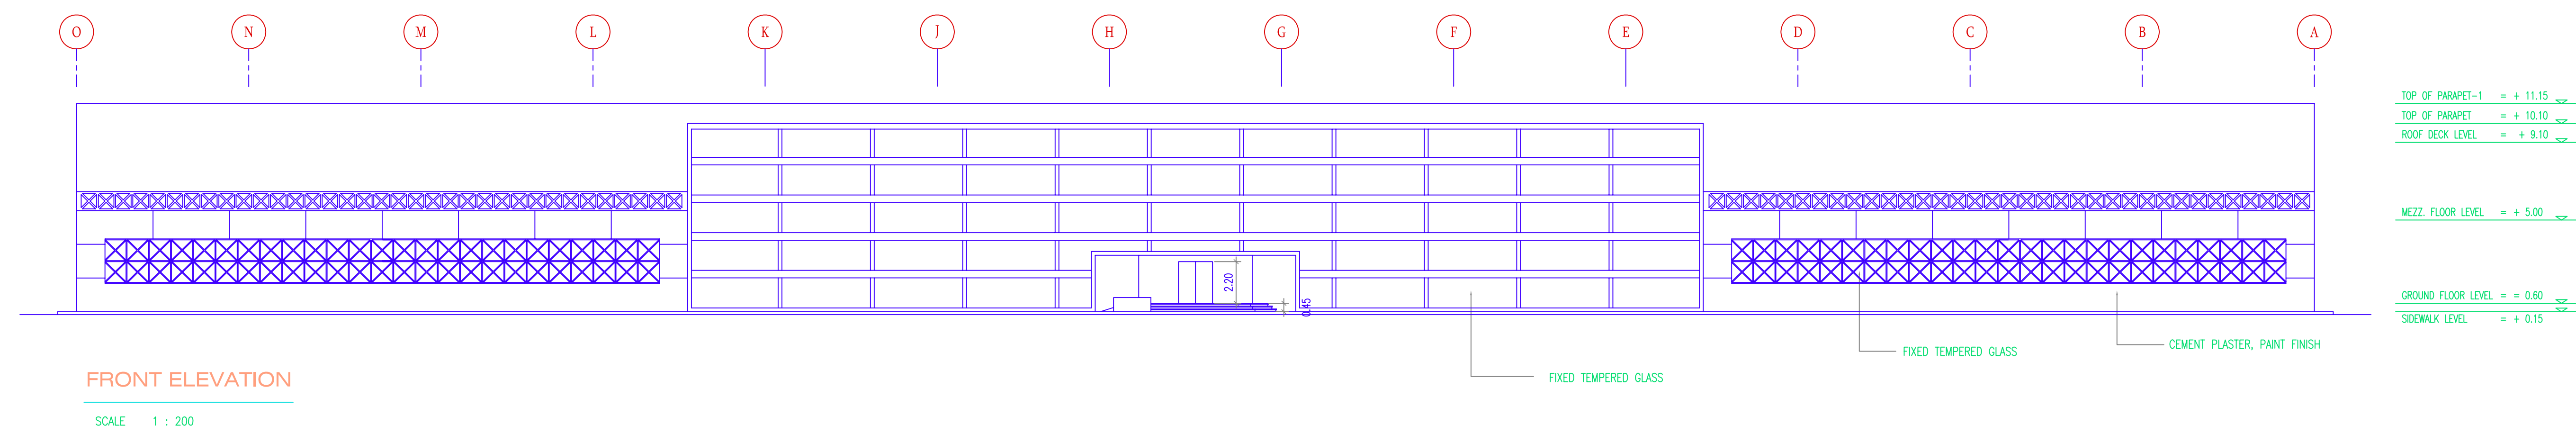 O N M L K J H G F E D C B A
TOP OF PARAPET-1 = + 11.15
TOP OF PARAPET = + 10.10
ROOF DECK LEVEL = + 9.10
MEZZ. FLOOR LEVEL = + 5.00
2.20
0.45
GROUND FLOOR LEVEL = = 0.60
SIDEWALK LEVEL = + 0.15
CEMENT PLASTER, PAINT FINISH
FIXED TEMPERED GLASS
FIXED TEMPERED GLASS
FRONT ELEVATION
SCALE 1 : 200